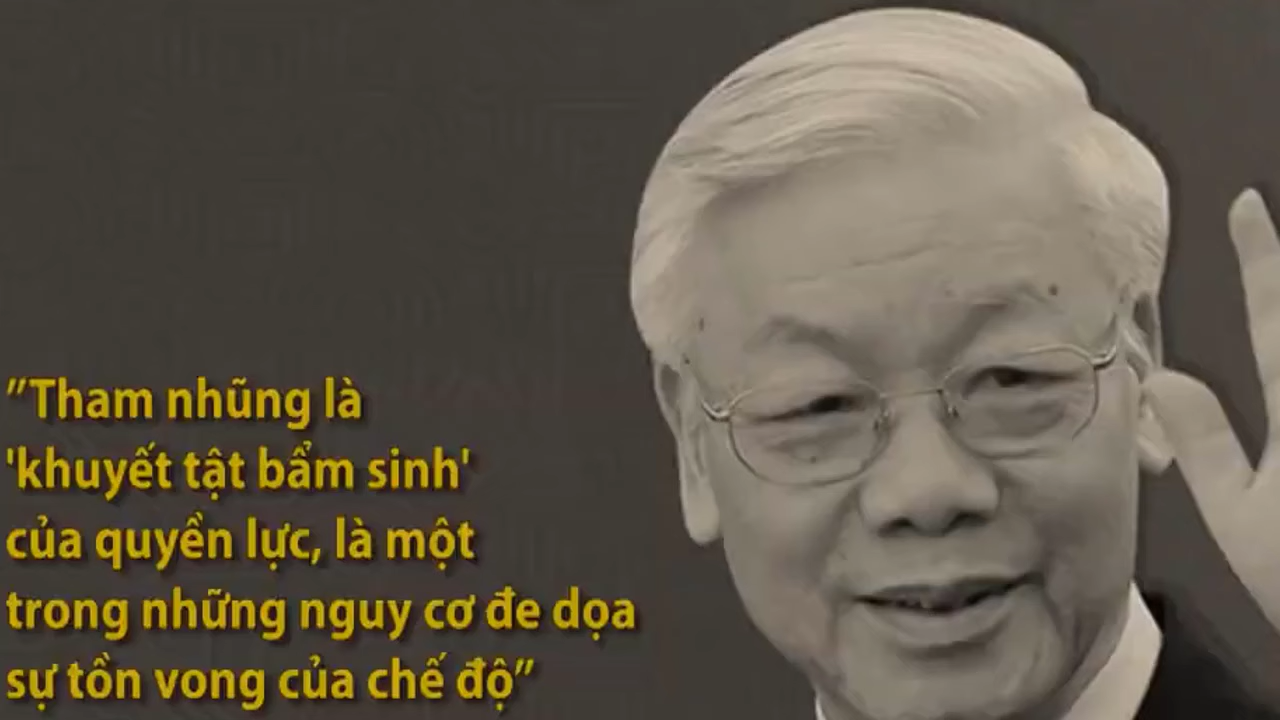 ”Tham nhũng là
'khuyết tật bẩm sinh'
của quyền lực, là một
trong những nguy cơ đe dọa
sự tồn vong của chế độ”